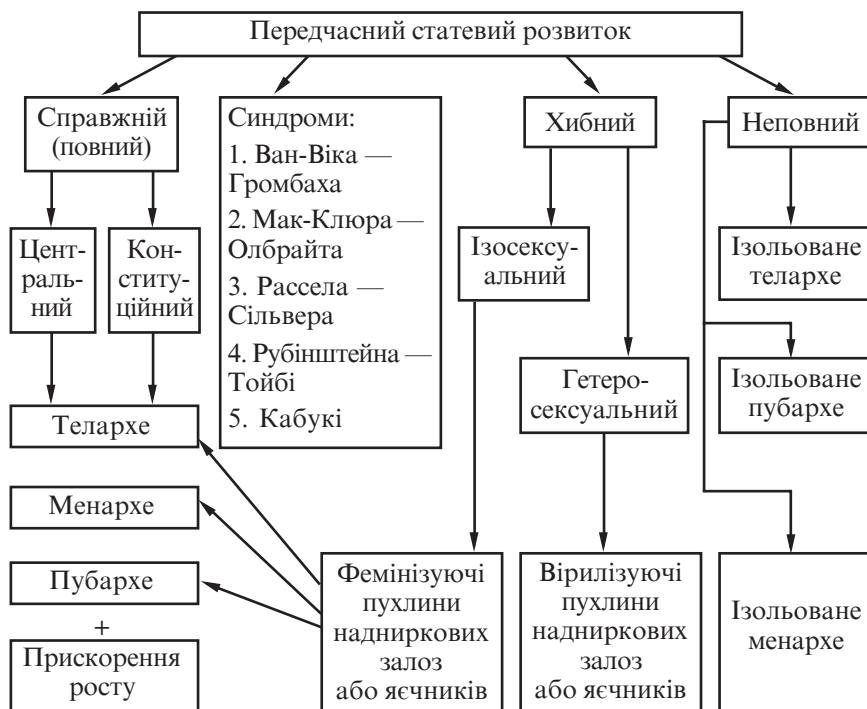 Передчасний статевий розвиток
Справжній
(повний)
Синдроми:
1. Ван-Віка —
Громбаха
2. Мак-Клюра —
Олбрайта
3. Рассела —
Сільвера
4. Рубінштейна —
Тойбі
5. Кабукі
Хибний
Неповний
Цент-
раль-
ний
Кон-
ститу-
ційний
Ізосексу-
альний
Ізольоване
телархе
Гетеро-
сексуальний
Ізольоване
пубархе
Телархе
Менархе
Пубархе
+
Прискорення
росту
Фемінізуючі
пухлини
надниркових
залоз
або яєчників
Вірилізуючі
пухлини
надниркових
залоз
або яєчників
Ізольоване
менархе